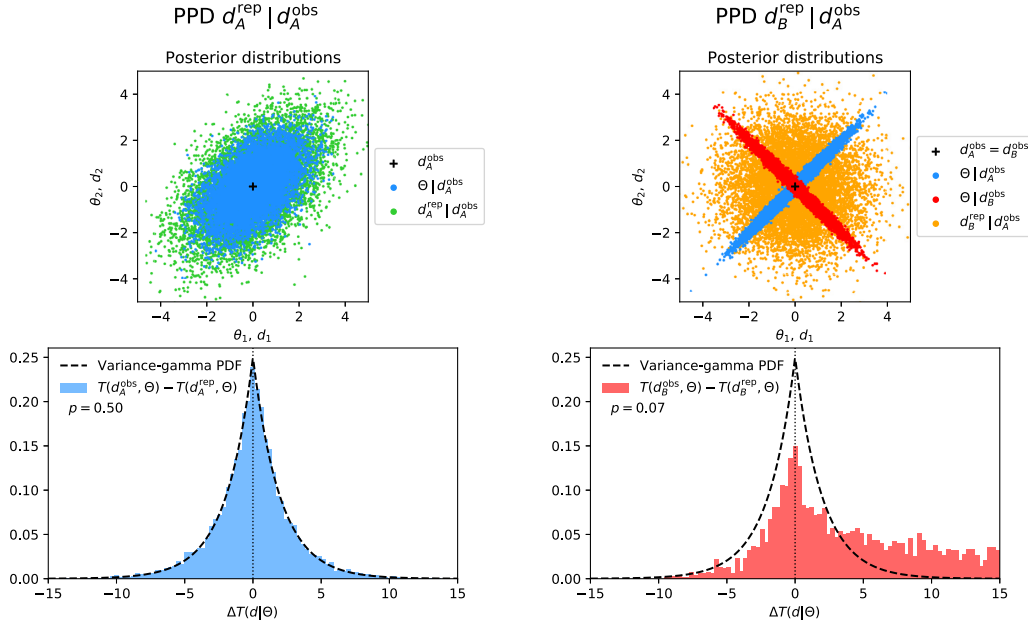 PPD d_A^rep | d_A^obs
Posterior distributions
4
2
0
−2
−4
θ2, d2
−4 −2 0 2 4
θ1, d1
d_A^obs
Θ | d_A^obs
d_A^rep | d_A^obs
0.25
0.20
0.15
0.10
0.05
0.00
Variance-gamma PDF
T(d_A^obs, Θ) − T(d_A^rep, Θ)
p = 0.50
−15 −10 −5 0 5 10 15
ΔT(d|Θ)
PPD d_B^rep | d_A^obs
Posterior distributions
4
2
0
−2
−4
θ2, d2
−4 −2 0 2 4
θ1, d1
d_A^obs = d_B^obs
Θ | d_A^obs
Θ | d_B^obs
d_B^rep | d_A^obs
0.25
0.20
0.15
0.10
0.05
0.00
Variance-gamma PDF
T(d_B^obs, Θ) − T(d_B^rep, Θ)
p = 0.07
−15 −10 −5 0 5 10 15
ΔT(d|Θ)